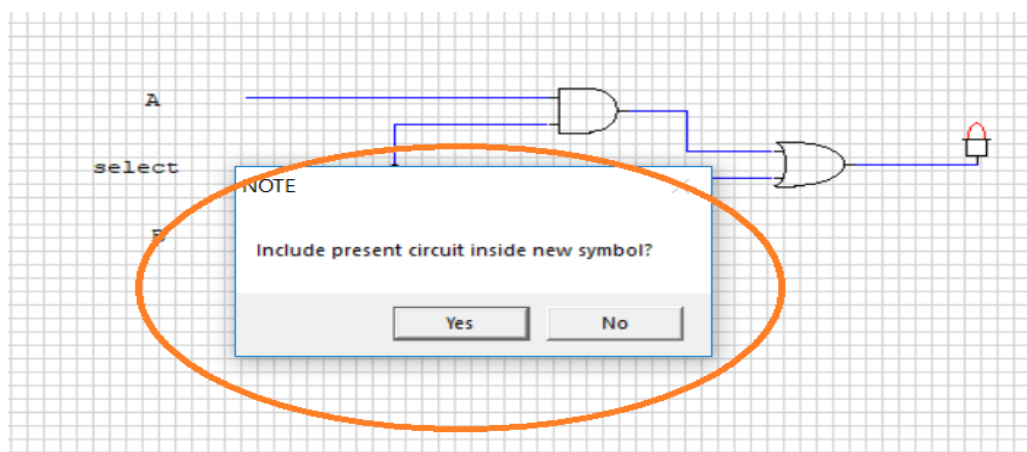 A
select
NOTE
B
Include present circuit inside new symbol?
Yes
No